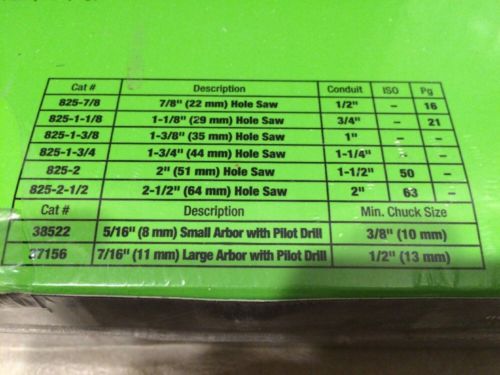 Cat # Description Conduit ISO Pg
825-7/8 7/8" (22 mm) Hole Saw 1/2" – 16
825-1-1/8 1-1/8" (29 mm) Hole Saw 3/4" – 21
825-1-3/8 1-3/8" (35 mm) Hole Saw 1" – –
825-1-3/4 1-3/4" (44 mm) Hole Saw 1-1/4" – –
825-2 2" (51 mm) Hole Saw 1-1/2" 50 –
825-2-1/2 2-1/2" (64 mm) Hole Saw 2" 63 –
Cat # Description Min. Chuck Size
38522 5/16" (8 mm) Small Arbor with Pilot Drill 3/8" (10 mm)
37156 7/16" (11 mm) Large Arbor with Pilot Drill 1/2" (13 mm)